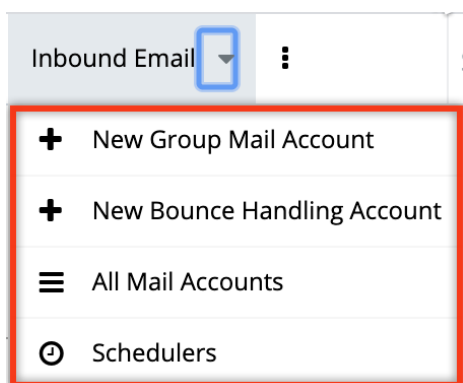 Inbound Email
New Group Mail Account
New Bounce Handling Account
All Mail Accounts
Schedulers